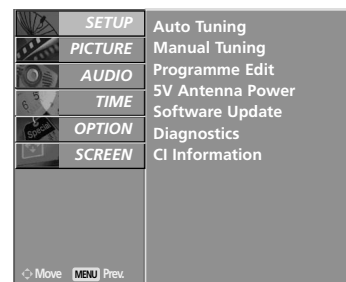 SETUP
PICTURE
AUDIO
TIME
OPTION
SCREEN
Auto Tuning
Manual Tuning
Programme Edit
5V Antenna Power
Software Update
Diagnostics
CI Information
Move MENU Prev.